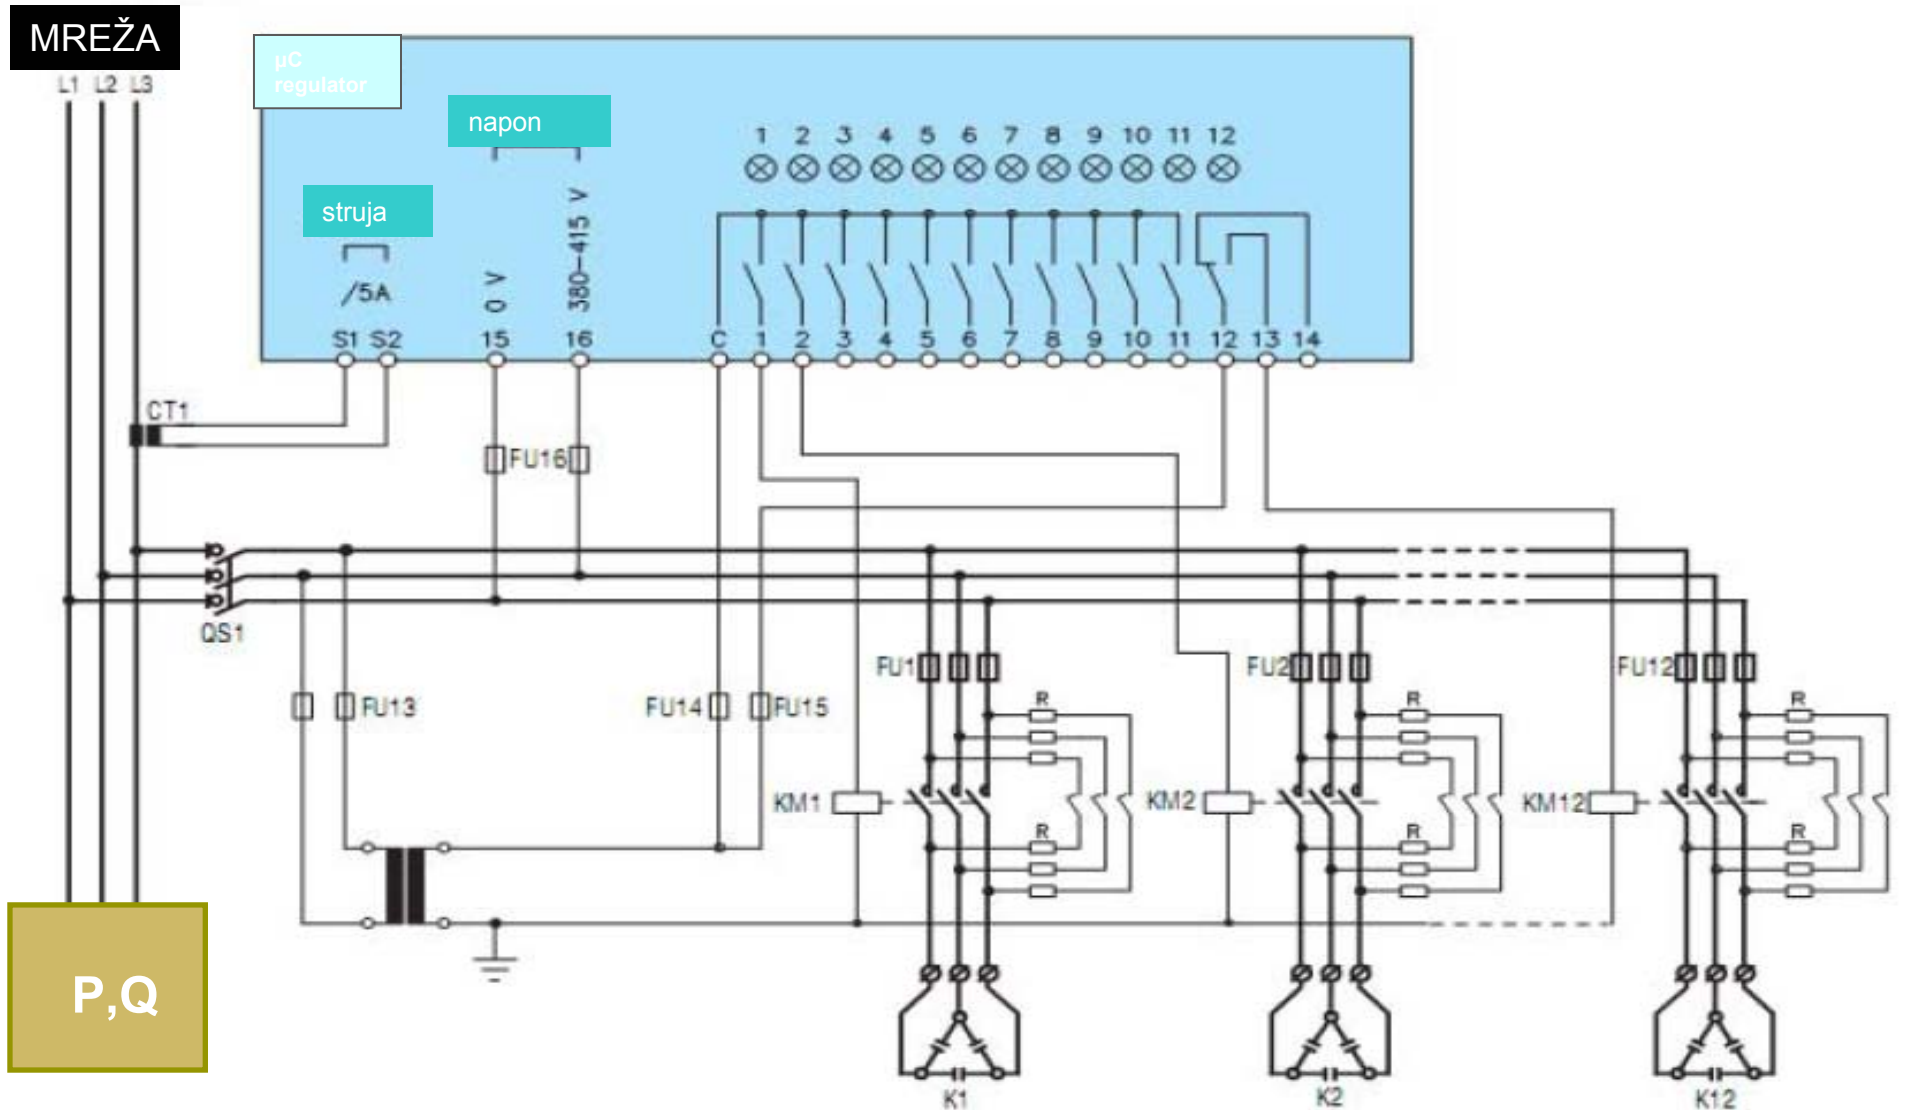 MREŽA
L1 L2 L3
µC
regulator
napon
struja
1 2 3 4 5 6 7 8 9 10 11 12
/5A
0 V
380-415 V
S1 S2 15 16 C 1 2 3 4 5 6 7 8 9 10 11 12 13 14
CT1
FU16
QS1
FU1 FU2 FU12
FU13 FU14 FU15
R R R
KM1 KM2 KM12
R R R
P,Q
K1 K2 K12